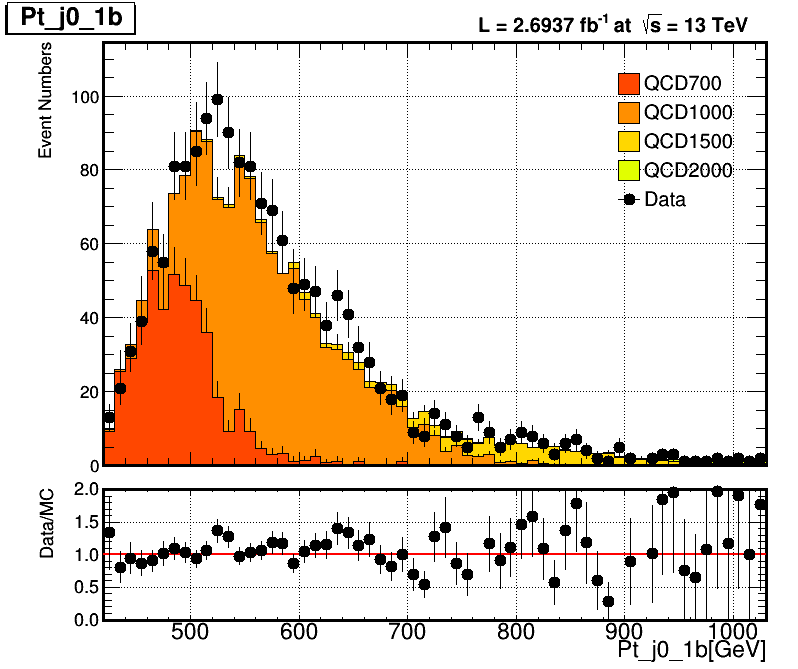 Pt_j0_1b
L = 2.6937 fb⁻¹ at √s = 13 TeV
Event Numbers
100
80
60
40
20
0
QCD700
QCD1000
QCD1500
QCD2000
Data
Data/MC
2.0
1.5
1.0
0.5
0.0
500 600 700 800 900 1000
Pt_j0_1b[GeV]